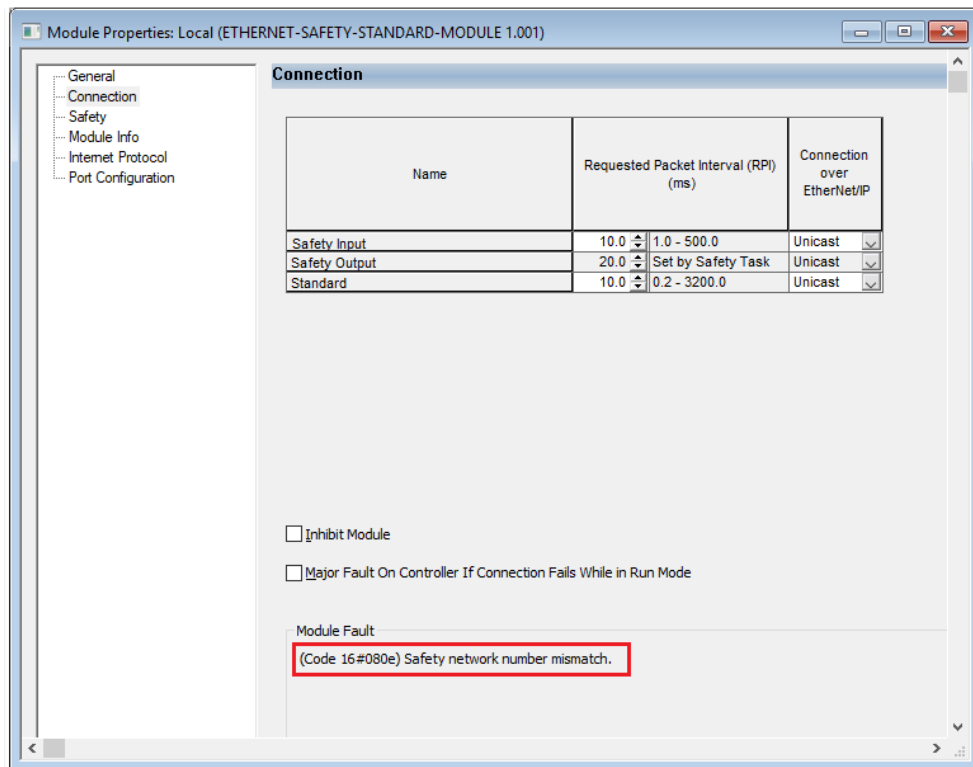 Module Properties: Local (ETHERNET-SAFETY-STANDARD-MODULE 1.001)
General
Connection
Safety
Module Info
Internet Protocol
Port Configuration
Connection
Name
Requested Packet Interval (RPI)
(ms)
Connection
over
EtherNet/IP
Safety Input 10.0 1.0 - 500.0 Unicast
Safety Output 20.0 Set by Safety Task Unicast
Standard 10.0 0.2 - 3200.0 Unicast
Inhibit Module
Major Fault On Controller If Connection Fails While in Run Mode
Module Fault
(Code 16#080e) Safety network number mismatch.